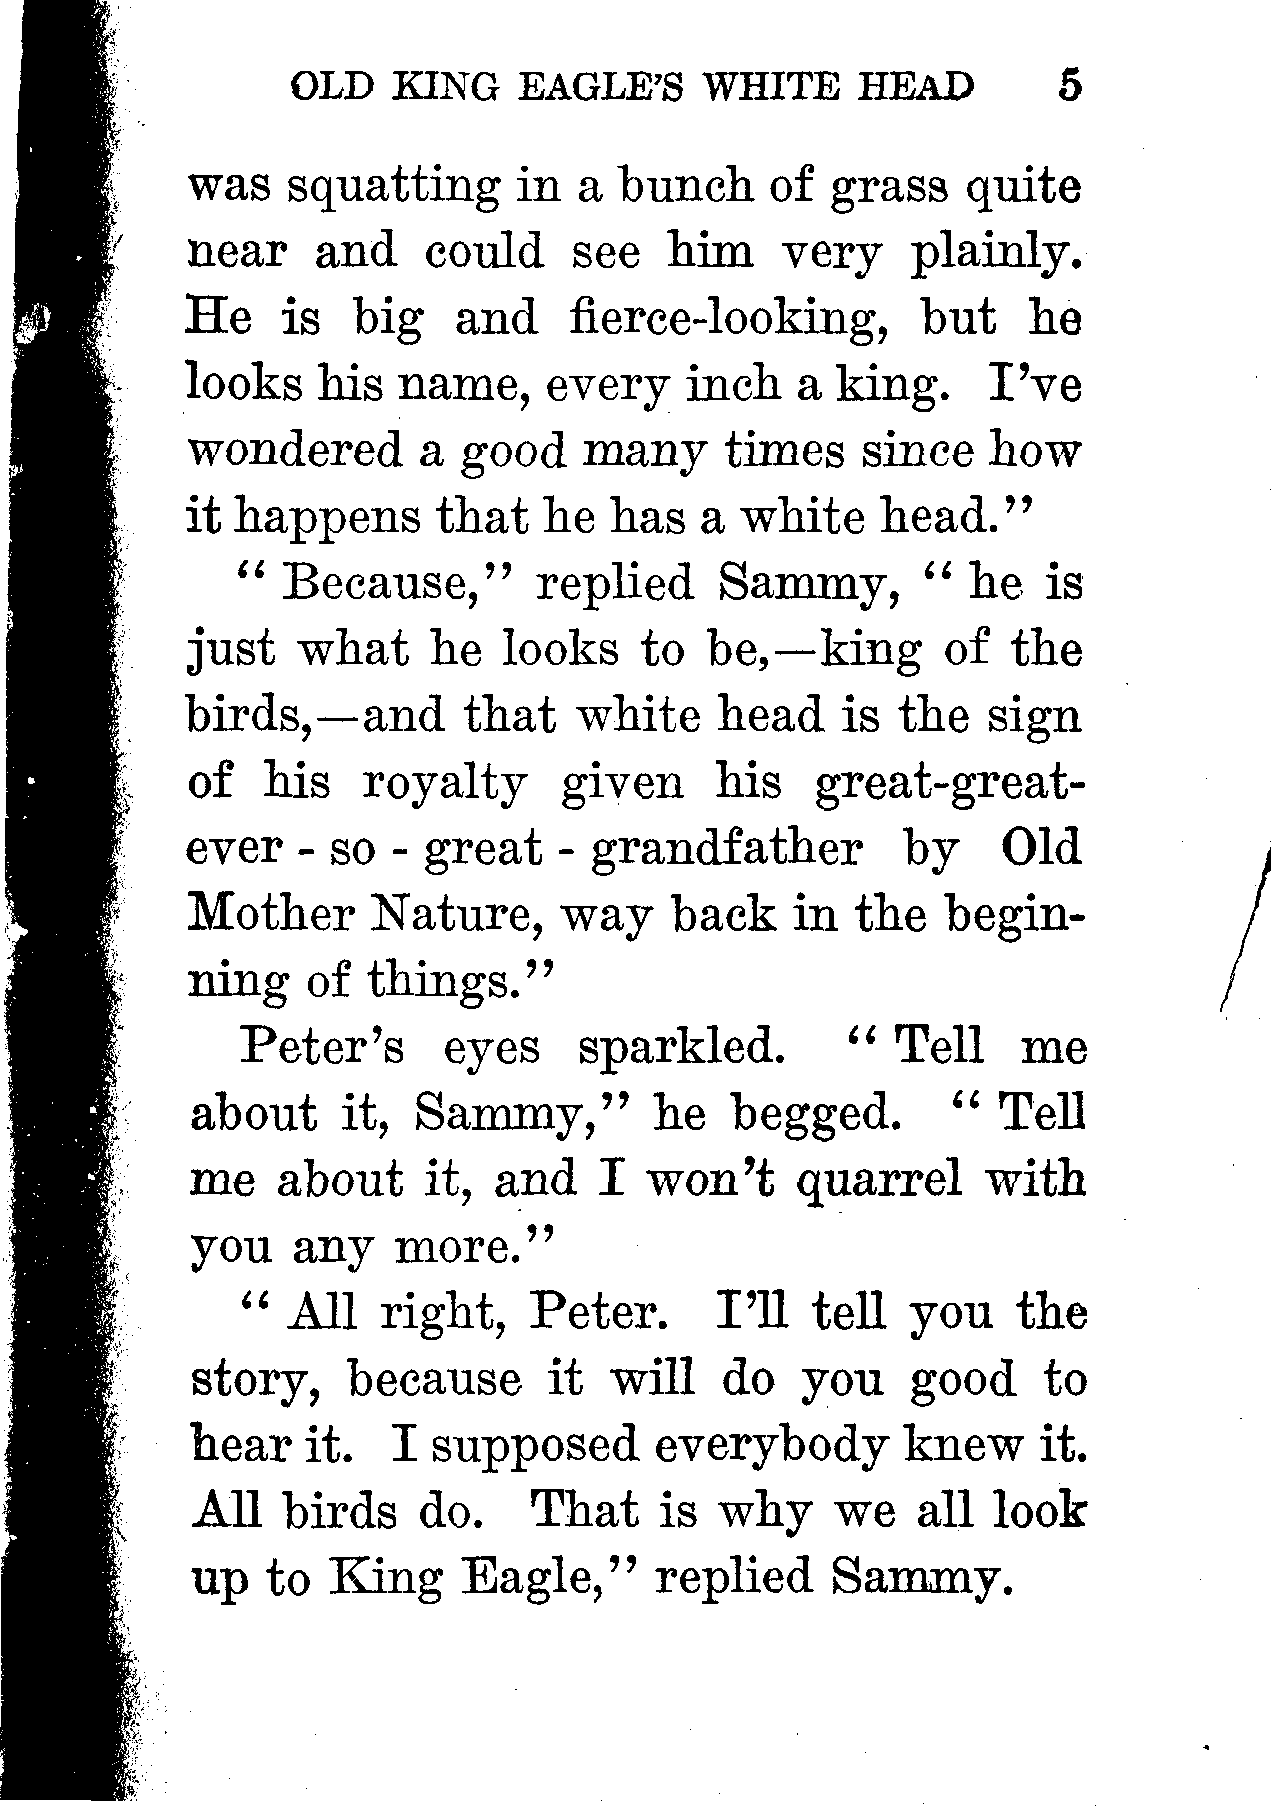 OLD KING EAGLE'S WHITE HEAD 5
was squatting in a bunch of grass quite
near and could see him very plainly.
He is big and fierce-looking, but he
looks his name, every inch a king. I've
wondered a good many times since how
it happens that he has a white head."
" Because," replied Sammy, " he is
just what he looks to be,—king of the
birds,—and that white head is the sign
of his royalty given his great-great-
ever - so - great - grandfather by Old
Mother Nature, way back in the begin-
ning of things."
Peter's eyes sparkled. " Tell me
about it, Sammy," he begged. " Tell
me about it, and I won't quarrel with
you any more."
" All right, Peter. I'll tell you the
story, because it will do you good to
hear it. I supposed everybody knew it.
All birds do. That is why we all look
up to King Eagle," replied Sammy.